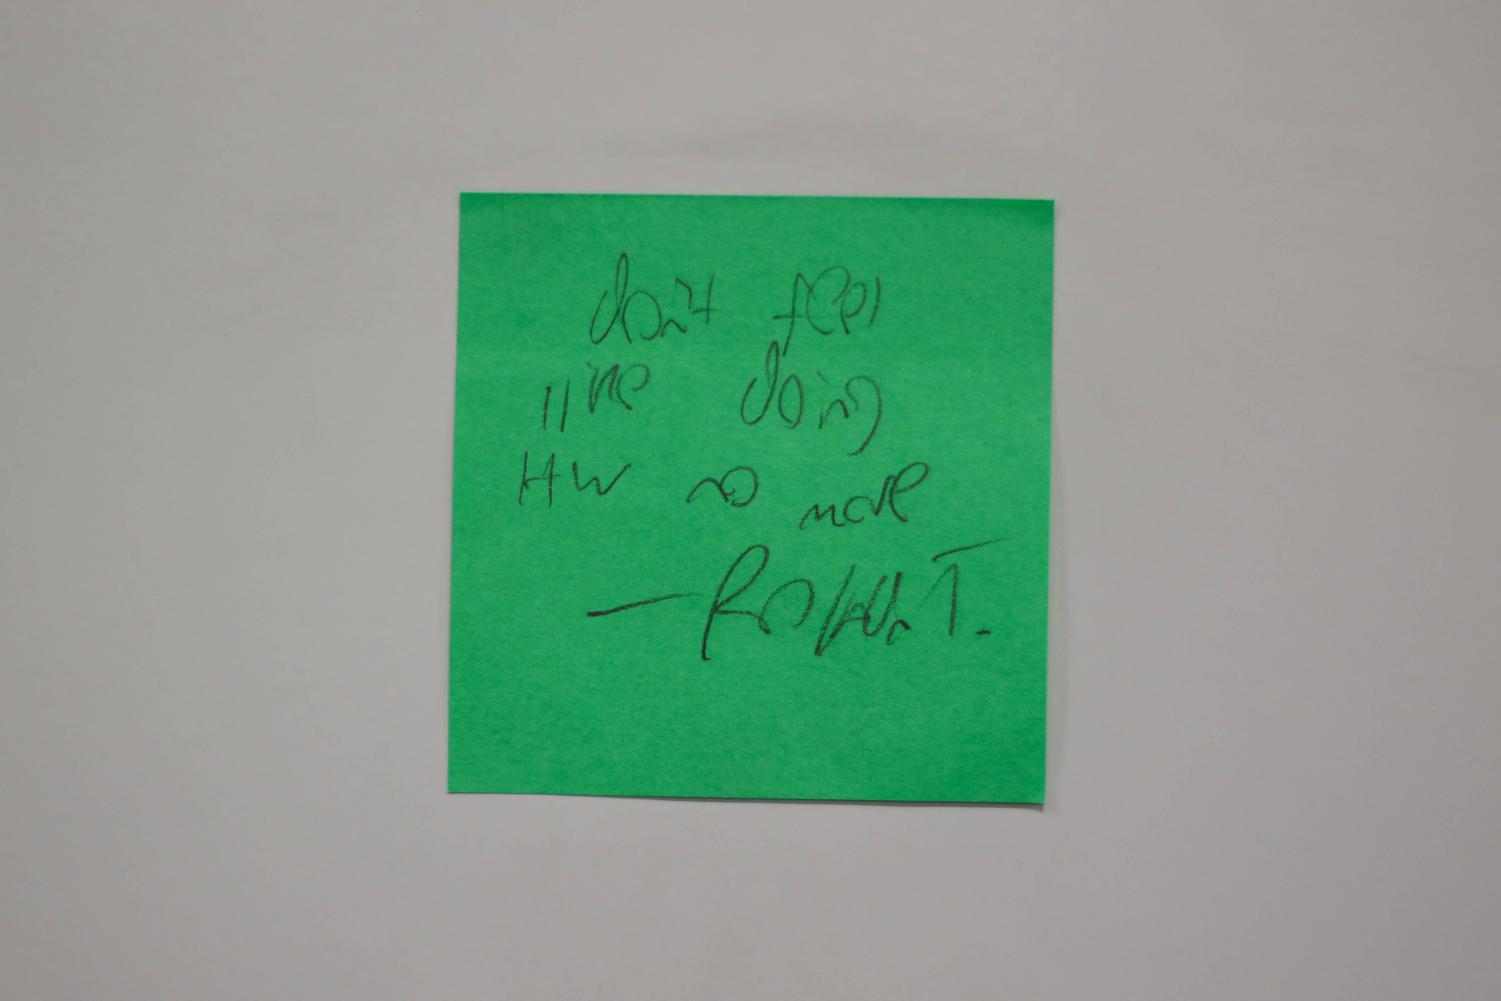 don't feel
like doing
HW no more
— T.